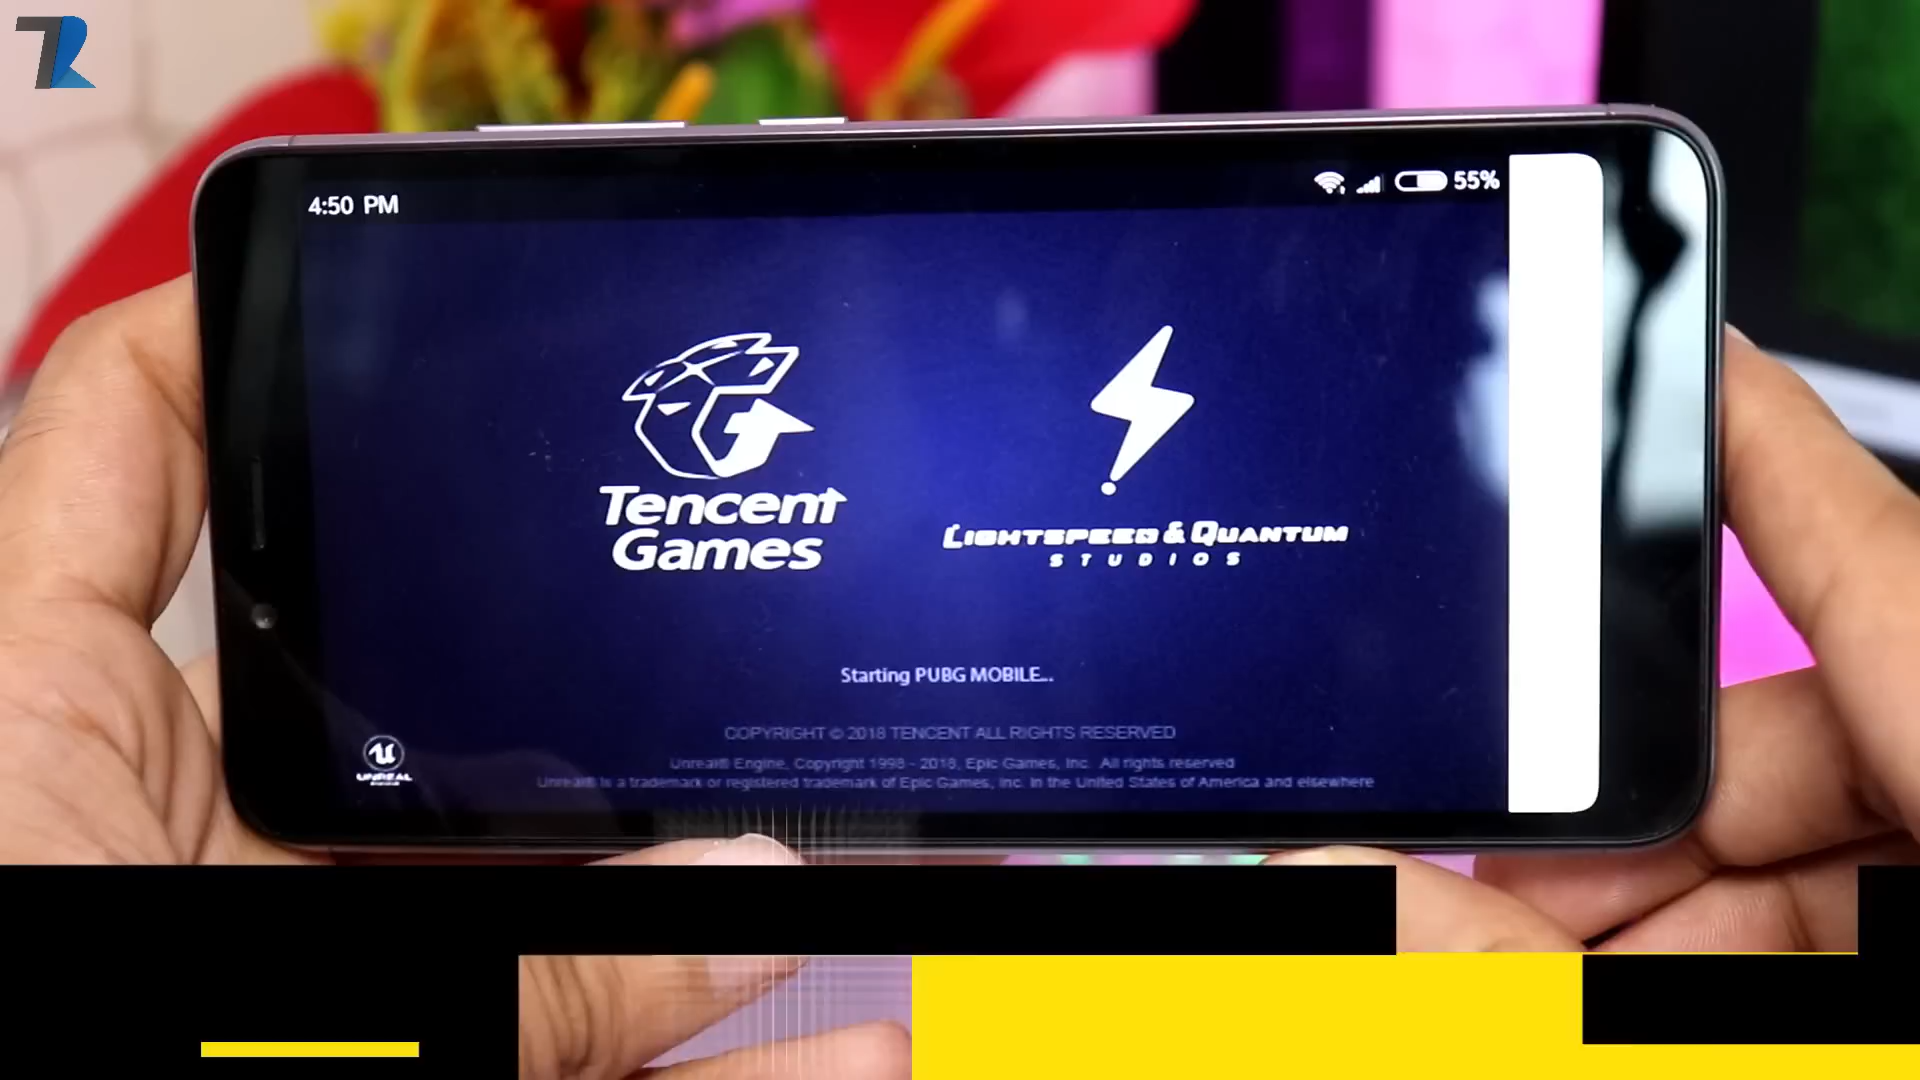 4:50 PM
55%
Tencent
Games
LIGHTSPEED & QUANTUM
STUDIOS
Starting PUBG MOBILE...
COPYRIGHT © 2018 TENCENT ALL RIGHTS RESERVED
Unreal® Engine, Copyright 1998 - 2018, Epic Games, Inc. All rights reserved
Unreal® is a trademark or registered trademark of Epic Games, Inc. in the United States of America and elsewhere
UNREAL